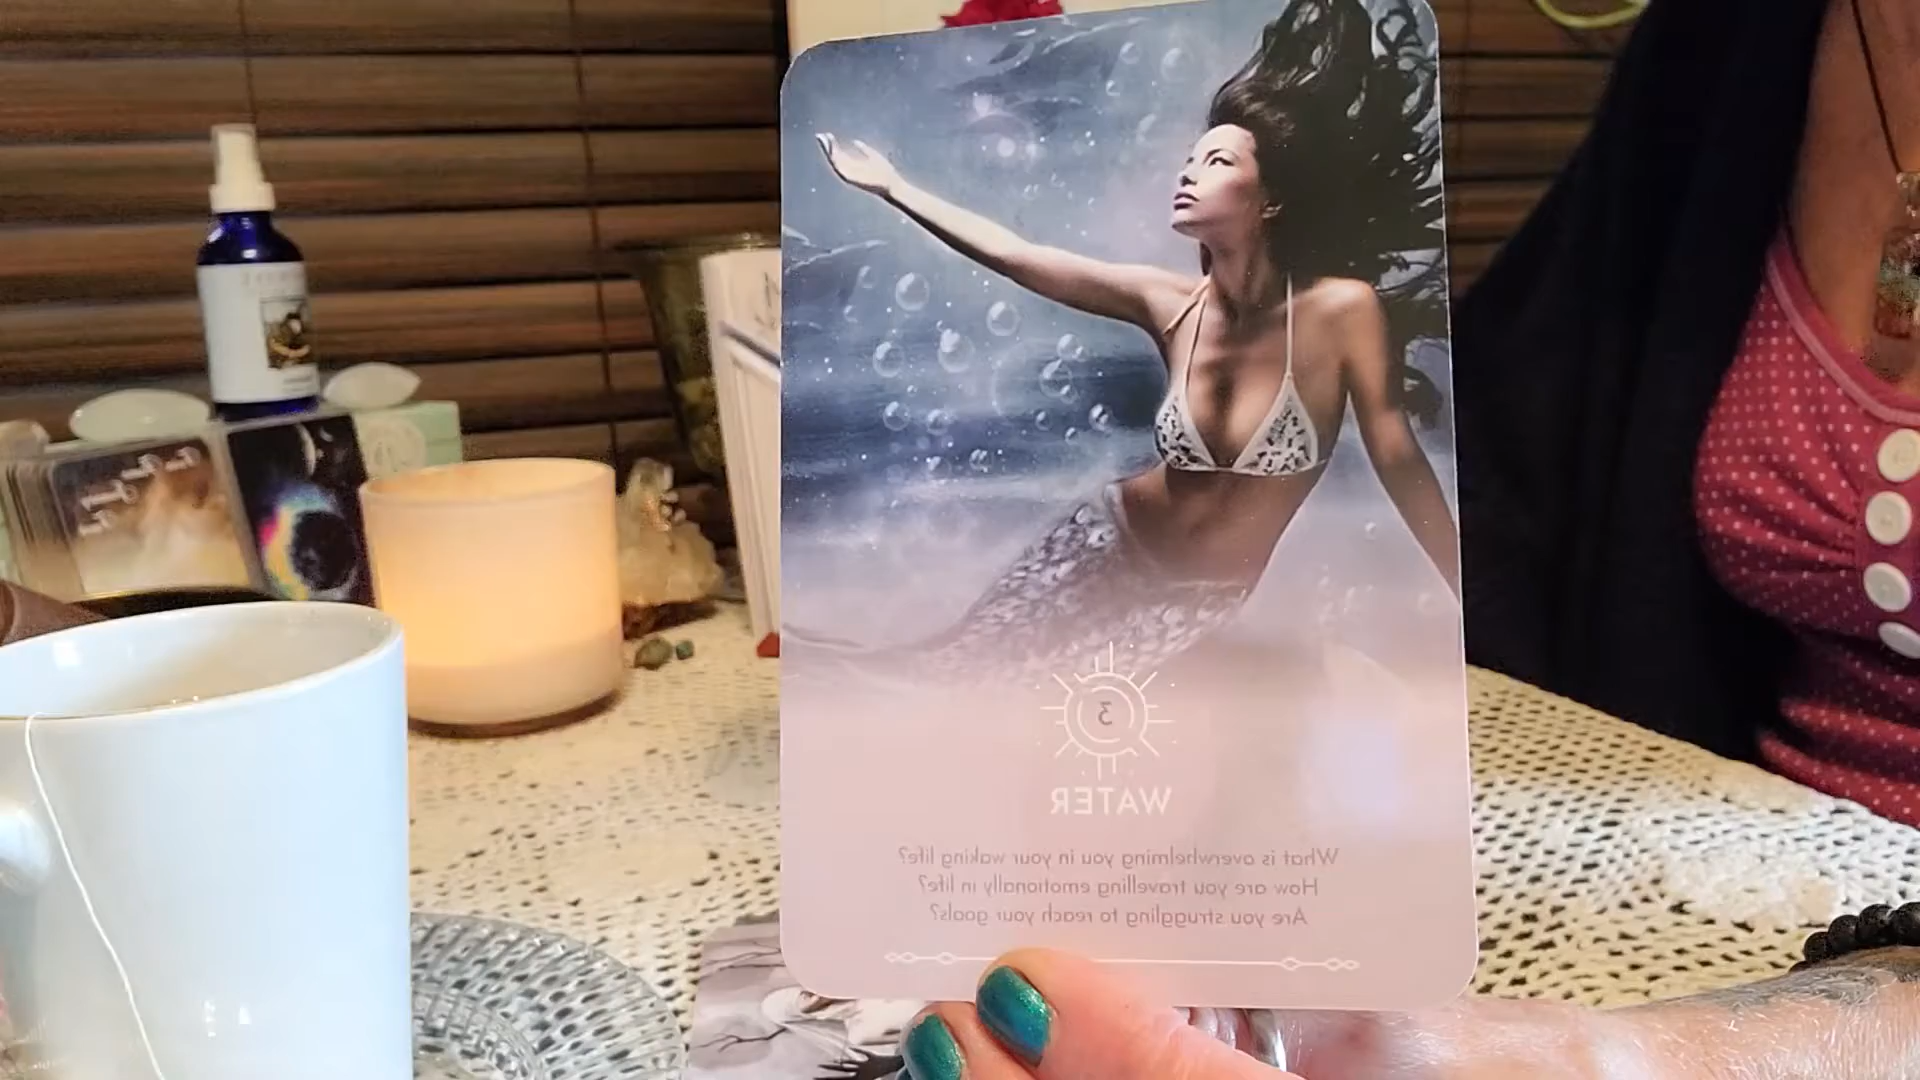 3
WATER
What is overwhelming you in your waking life?
How are you travelling emotionally in life?
Are you struggling to reach your goals?